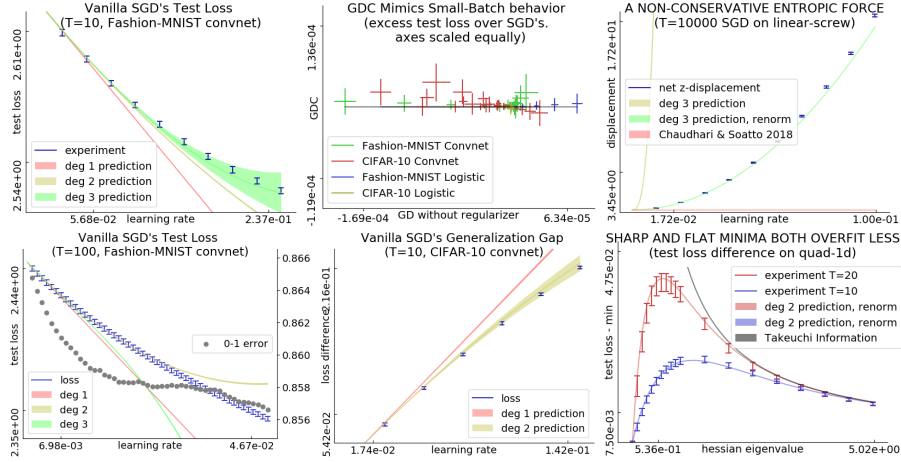 Vanilla SGD's Test Loss
(T=10, Fashion-MNIST convnet)
test loss
2.61e+00
2.54e+00
experiment
deg 1 prediction
deg 2 prediction
deg 3 prediction
5.68e-02
learning rate
2.37e-01
GDC Mimics Small-Batch behavior
(excess test loss over SGD's.
axes scaled equally)
GDC
1.36e-04
-1.19e-04
Fashion-MNIST Convnet
CIFAR-10 Convnet
Fashion-MNIST Logistic
CIFAR-10 Logistic
-1.69e-04
GD without regularizer
6.34e-05
A NON-CONSERVATIVE ENTROPIC FORCE
(T=10000 SGD on linear-screw)
displacement
1.72e+01
3.45e+00
net z-displacement
deg 3 prediction
deg 3 prediction, renorm
Chaudhari & Soatto 2018
1.72e-02
learning rate
1.00e-01
Vanilla SGD's Test Loss
(T=100, Fashion-MNIST convnet)
test loss
2.44e+00
2.35e+00
0.866
0.864
0.862
0.860
0.858
0.856
0-1 error
loss
deg 1
deg 2
deg 3
6.98e-03
learning rate
4.67e-02
Vanilla SGD's Generalization Gap
(T=10, CIFAR-10 convnet)
loss difference
2.16e-01
5.42e-02
loss
deg 1 prediction
deg 2 prediction
1.74e-02
learning rate
1.42e-01
SHARP AND FLAT MINIMA BOTH OVERFIT LESS
(test loss difference on quad-1d)
test loss - min
4.75e-02
7.50e-03
experiment T=20
experiment T=10
deg 2 prediction, renorm
deg 2 prediction, renorm
Takeuchi Information
5.36e-01
hessian eigenvalue
5.02e+00